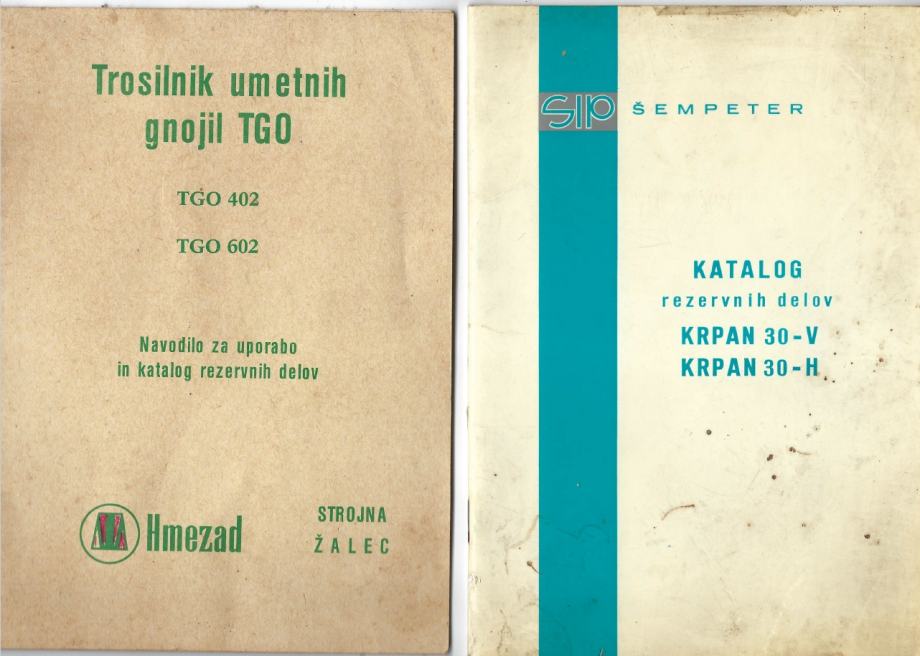 Trosilnik umetnih
gnojil TGO
TGO 402
TGO 602
Navodilo za uporabo
in katalog rezervnih delov
Hmezad
STROJNA
ŽALEC
SIP ŠEMPETER
KATALOG
rezervnih delov
KRPAN 30-V
KRPAN 30-H